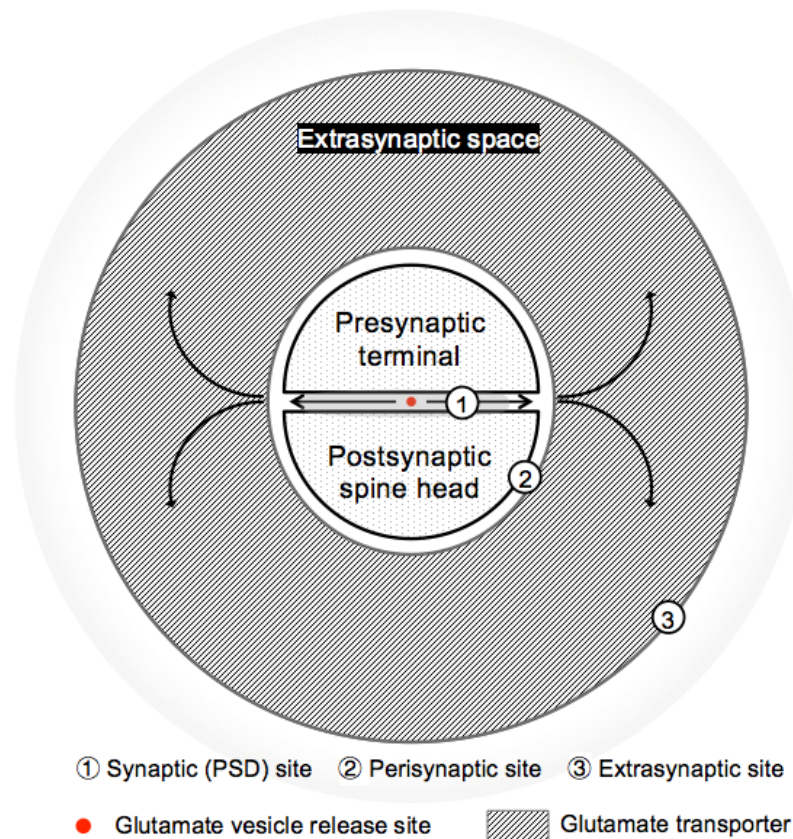 Extrasynaptic space
Presynaptic
terminal
1
Postsynaptic
spine head
2
3
① Synaptic (PSD) site ② Perisynaptic site ③ Extrasynaptic site
Glutamate vesicle release site Glutamate transporter